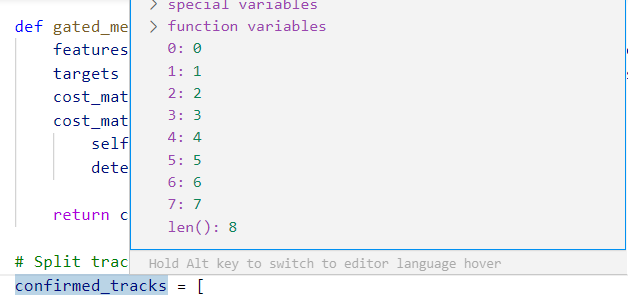 > special variables
def gated_me
> function variables
features
0: 0
1: 1
targets
2: 2
cost_mat
3: 3
cost_mat
4: 4
self
5: 5
dete
6: 6
7: 7
return c
len(): 8
# Split trac
Hold Alt key to switch to editor language hover
confirmed_tracks = [